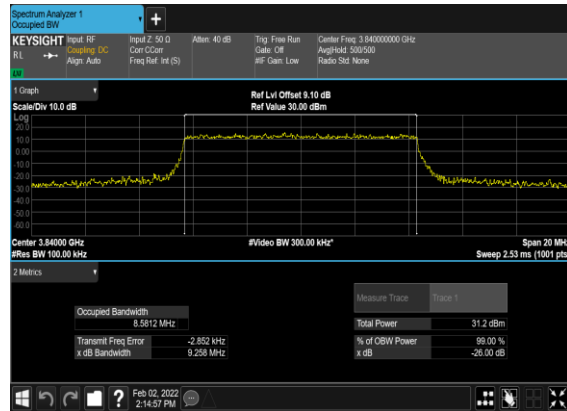 Spectrum Analyzer 1
Occupied BW
+
KEYSIGHT Input: RF Input Z: 50 Ω Atten: 40 dB Trig: Free Run Center Freq: 3.840000000 GHz
RL Coupling: DC Corr CCorr Gate: Off Avg|Hold: 500/500
Align: Auto Freq Ref: Int (S) #IF Gain: Low Radio Std: None
1 Graph
Ref Lvl Offset 9.10 dB
Scale/Div 10.0 dB Ref Value 30.00 dBm
Log
20.0
10.0
0.00
-10.0
-20.0
-30.0
-40.0
-50.0
-60.0
Center 3.84000 GHz #Video BW 300.00 kHz* Span 20 MHz
#Res BW 100.00 kHz Sweep 2.53 ms (1001 pts
2 Metrics
Measure Trace Trace 1
Occupied Bandwidth
8.5812 MHz
Total Power 31.2 dBm
Transmit Freq Error -2.852 kHz % of OBW Power 99.00 %
x dB Bandwidth 9.258 MHz x dB -26.00 dB
? Feb 02, 2022
2:14:57 PM